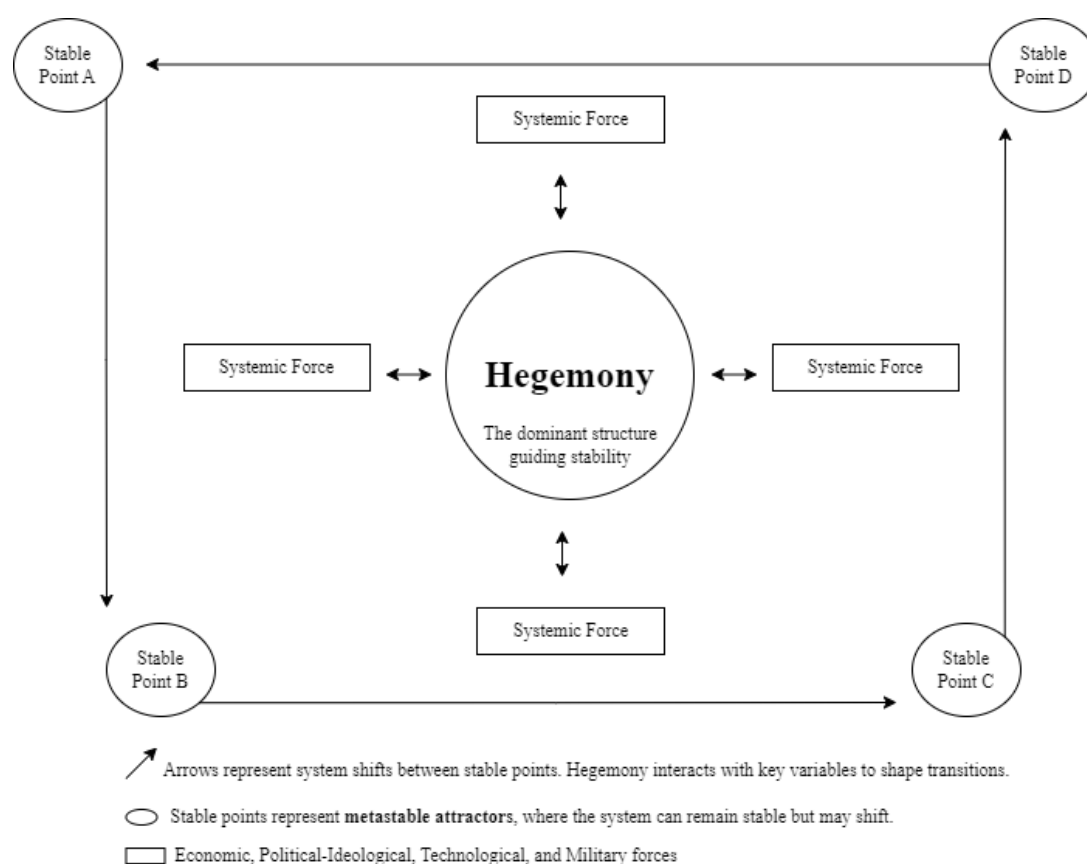 Stable
Point A
Stable
Point D
Systemic Force
Systemic Force
Hegemony
The dominant structure
guiding stability
Systemic Force
Systemic Force
Stable
Point B
Stable
Point C
Arrows represent system shifts between stable points. Hegemony interacts with key variables to shape transitions.
Stable points represent metastable attractors, where the system can remain stable but may shift.
Economic, Political-Ideological, Technological, and Military forces